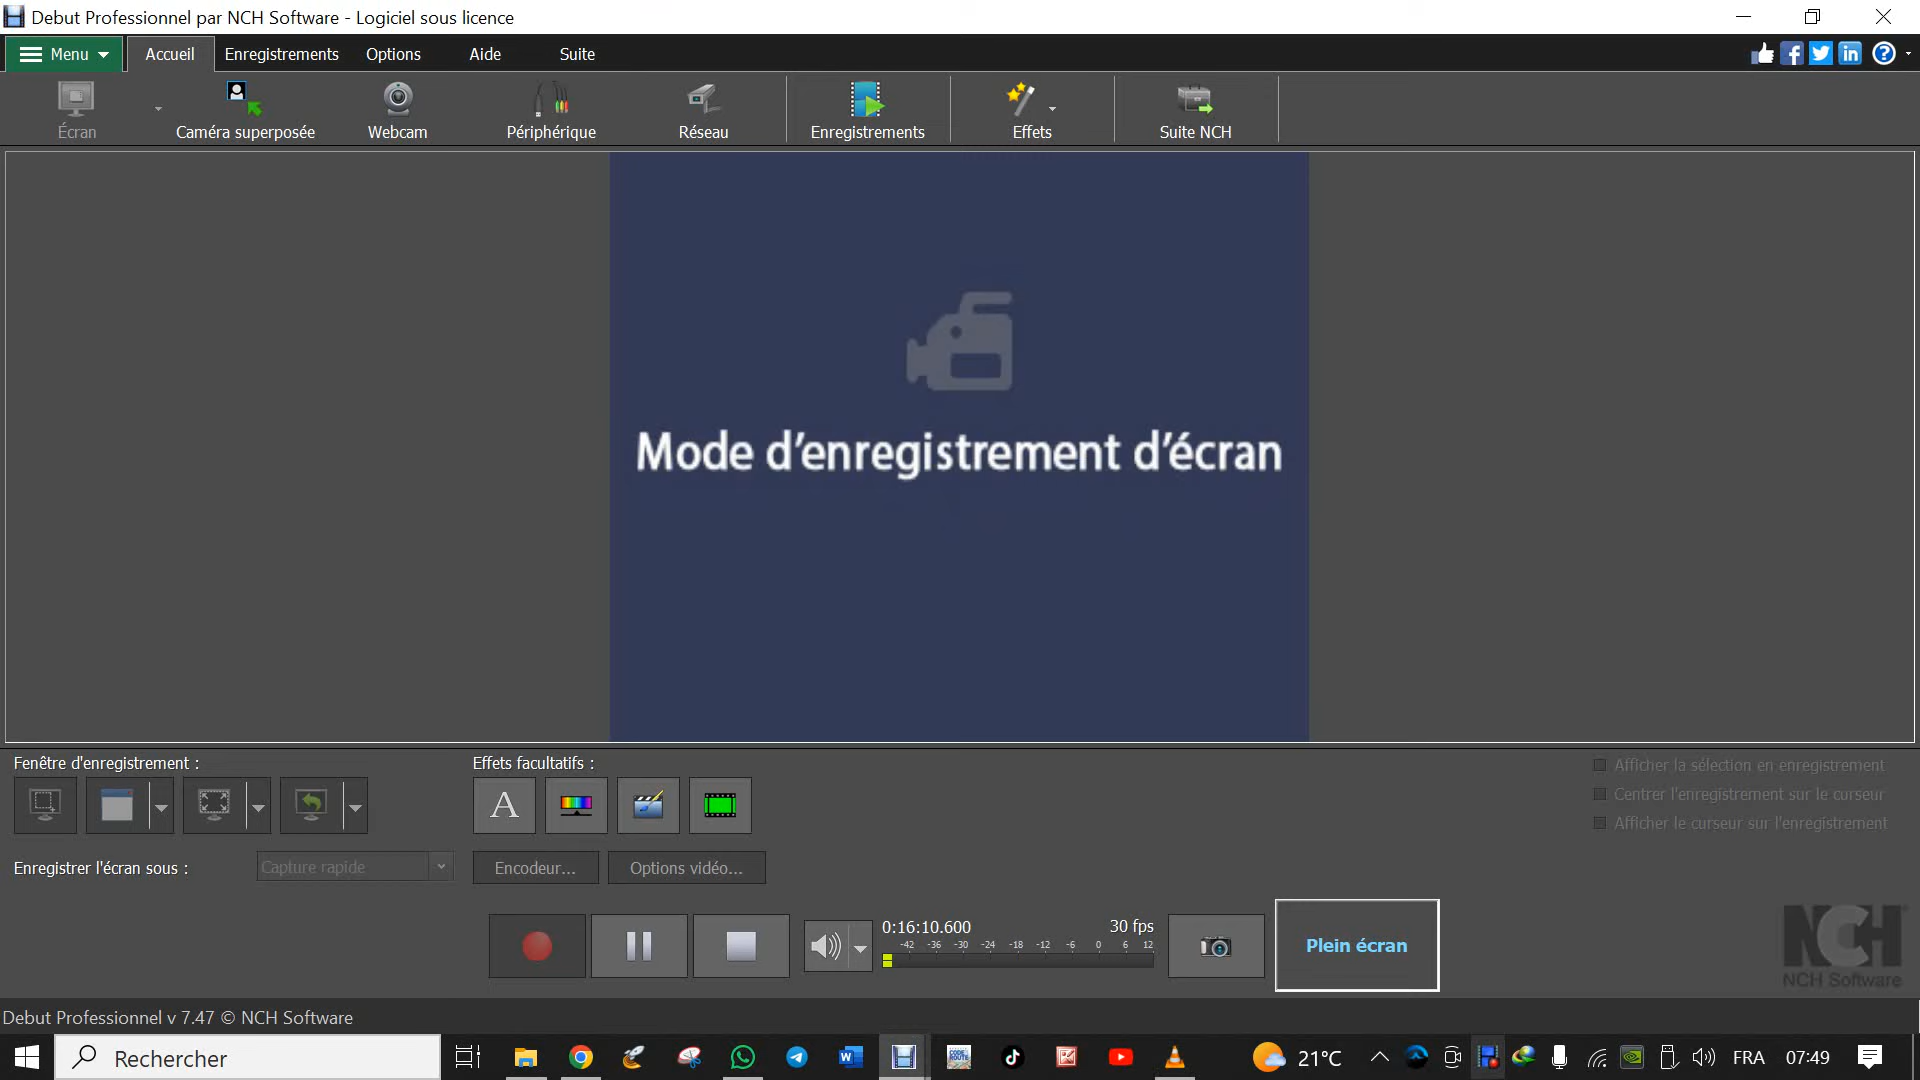 Debut Professionnel par NCH Software - Logiciel sous licence
Menu
Accueil
Enregistrements
Options
Aide
Suite
Écran
Caméra superposée
Webcam
Périphérique
Réseau
Enregistrements
Effets
Suite NCH
Mode d'enregistrement d'écran
Fenêtre d'enregistrement :
Effets facultatifs :
Afficher la sélection en enregistrement
Centrer l'enregistrement sur le curseur
Afficher le curseur sur l'enregistrement
A
Enregistrer l'écran sous :
Capture rapide
Encodeur...
Options vidéo...
0:16:10.600
30 fps
-42 -36 -30 -24 -18 -12 -6 0 6 12
Plein écran
NCH
NCH Software
Debut Professionnel v 7.47 © NCH Software
Rechercher
CODE ROUTE
21°C
FRA
07:49